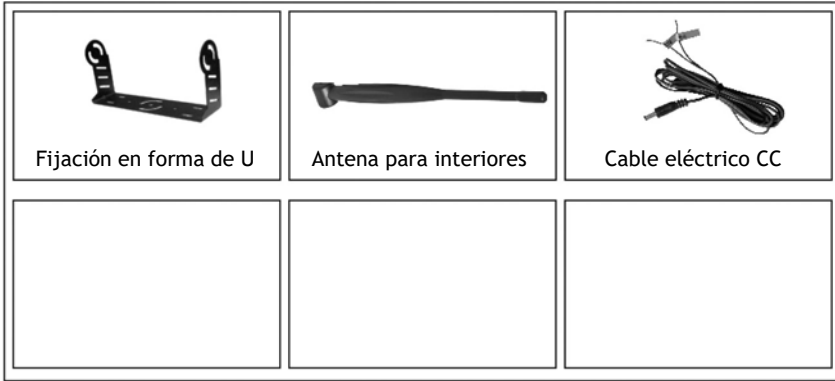 Fijación en forma de U
Antena para interiores
Cable eléctrico CC